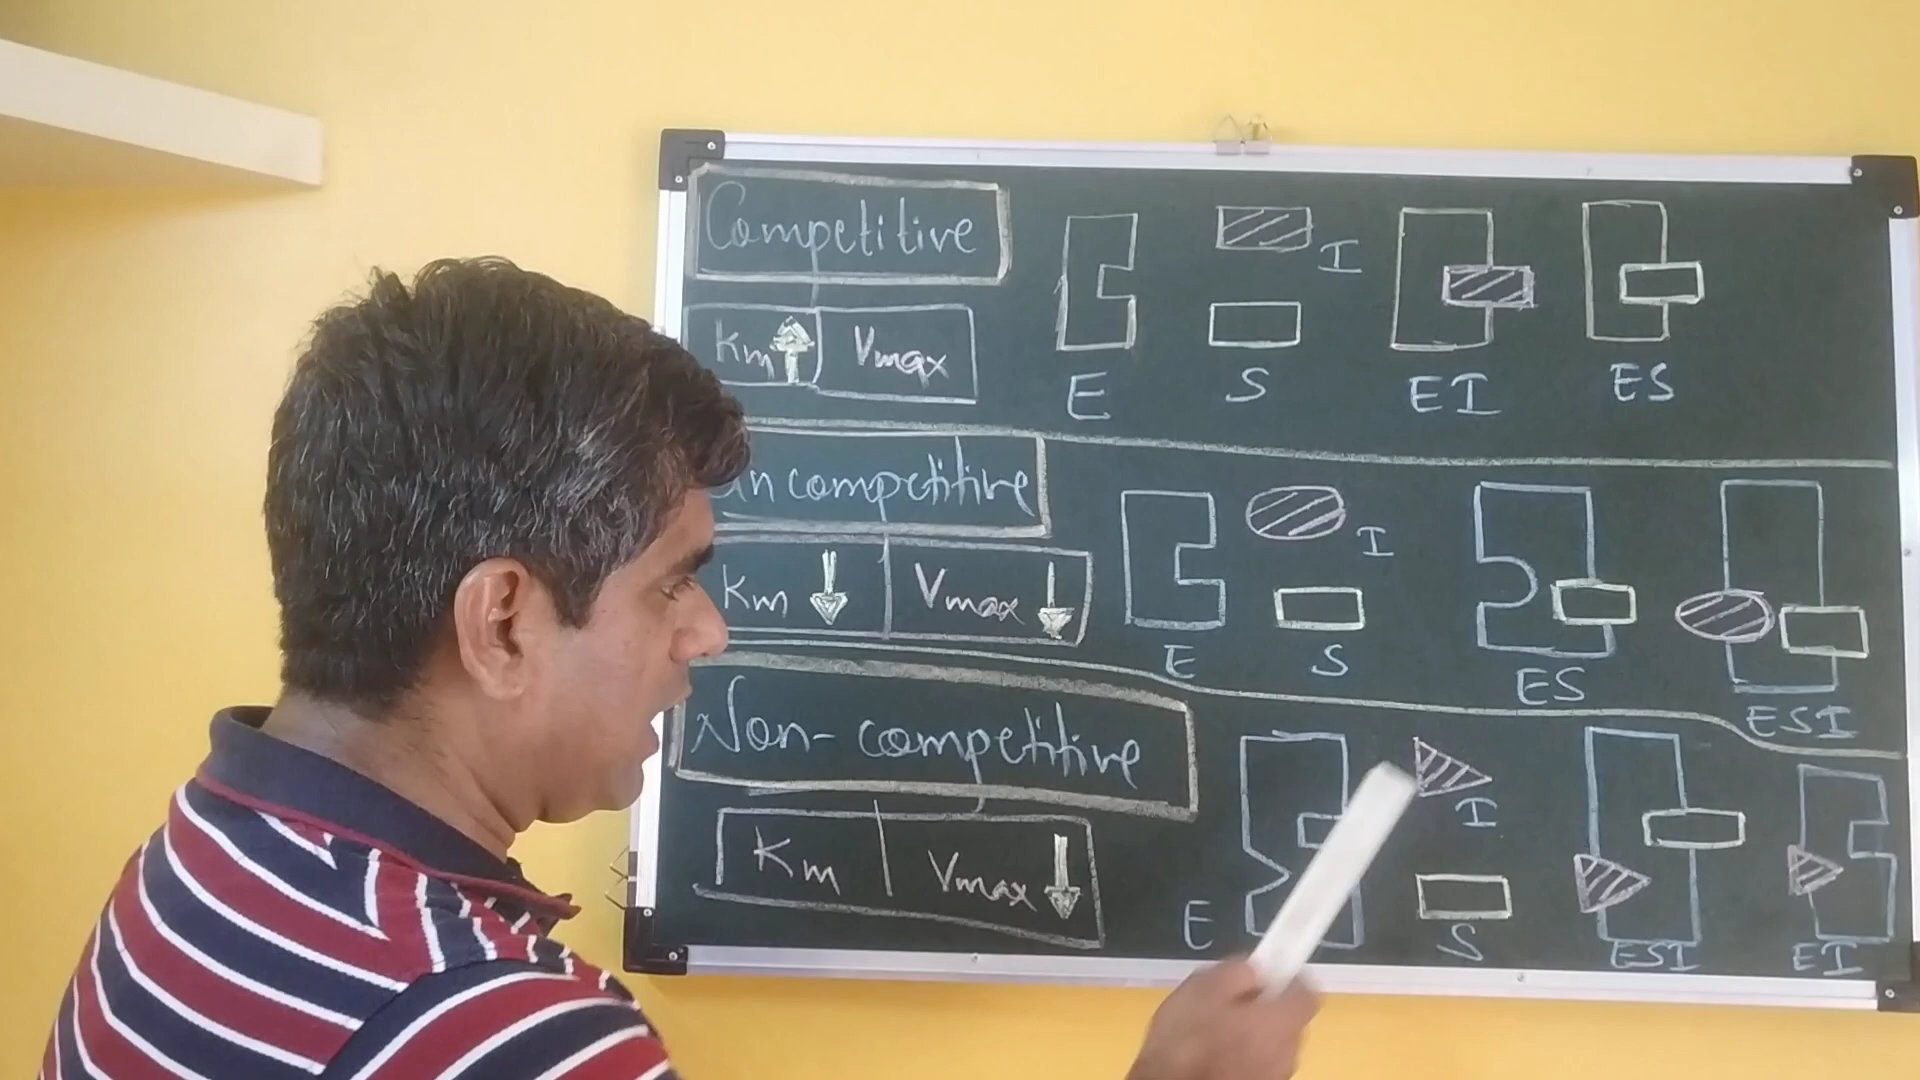 Competitive
I
Km Vmax
E S EI ES
Uncompetitive
I
Km Vmax
E S ES ESI
Non-competitive
I
Km Vmax
E S ESI EI